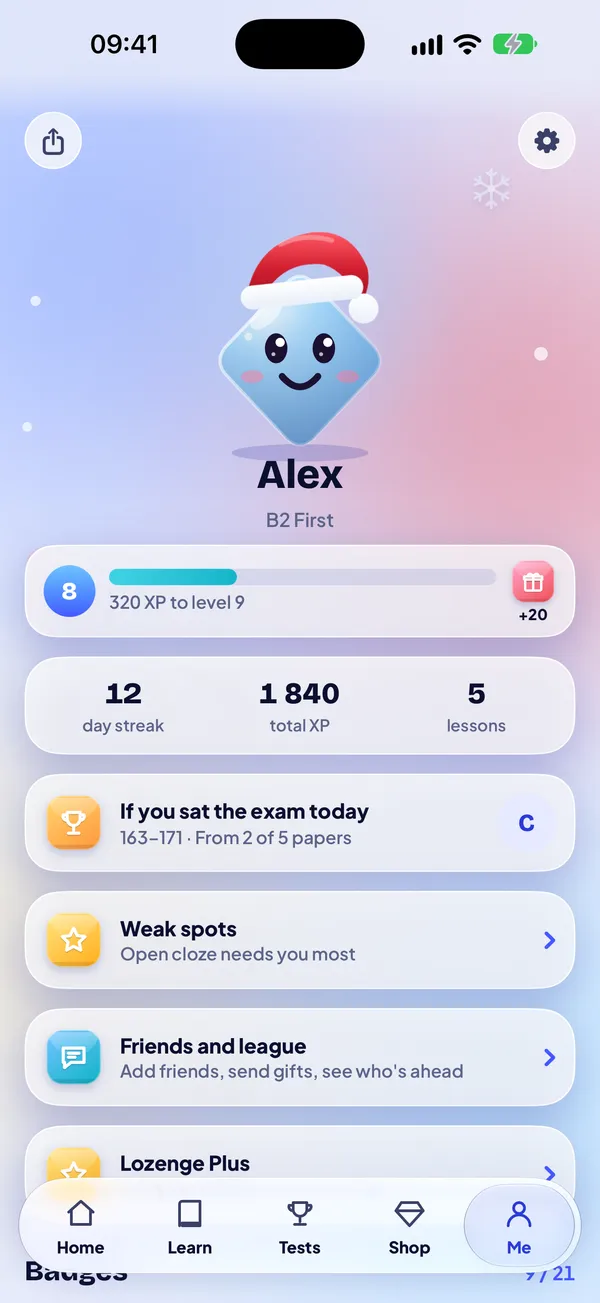 09:41
Alex
B2 First
8
320 XP to level 9
+20
12
day streak
1 840
total XP
5
lessons
If you sat the exam today
163–171 · From 2 of 5 papers
C
Weak spots
Open cloze needs you most
Friends and league
Add friends, send gifts, see who's ahead
Lozenge Plus
Home
Learn
Tests
Shop
Me
Badges
9 / 21